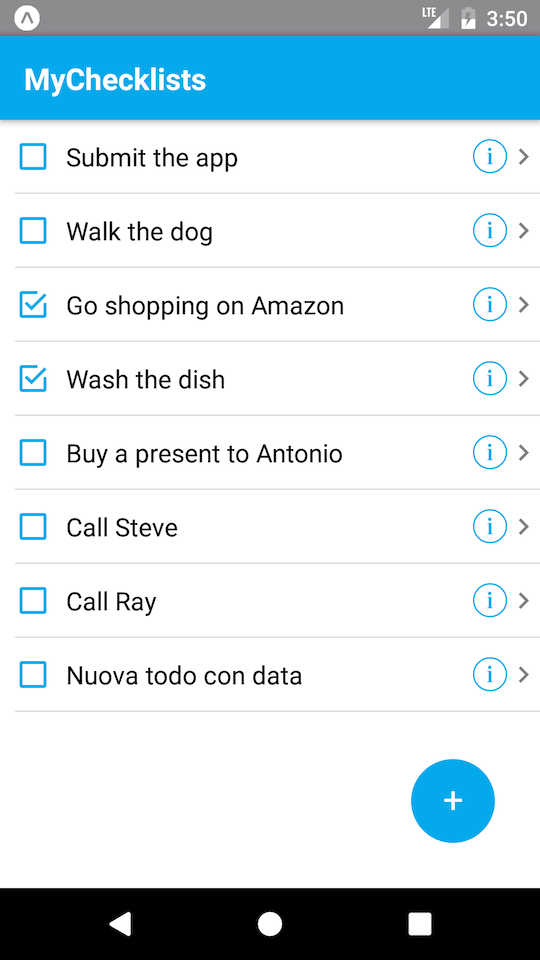 LTE 3:50
MyChecklists
Submit the app i
Walk the dog i
Go shopping on Amazon i
Wash the dish i
Buy a present to Antonio i
Call Steve i
Call Ray i
Nuova todo con data i
+